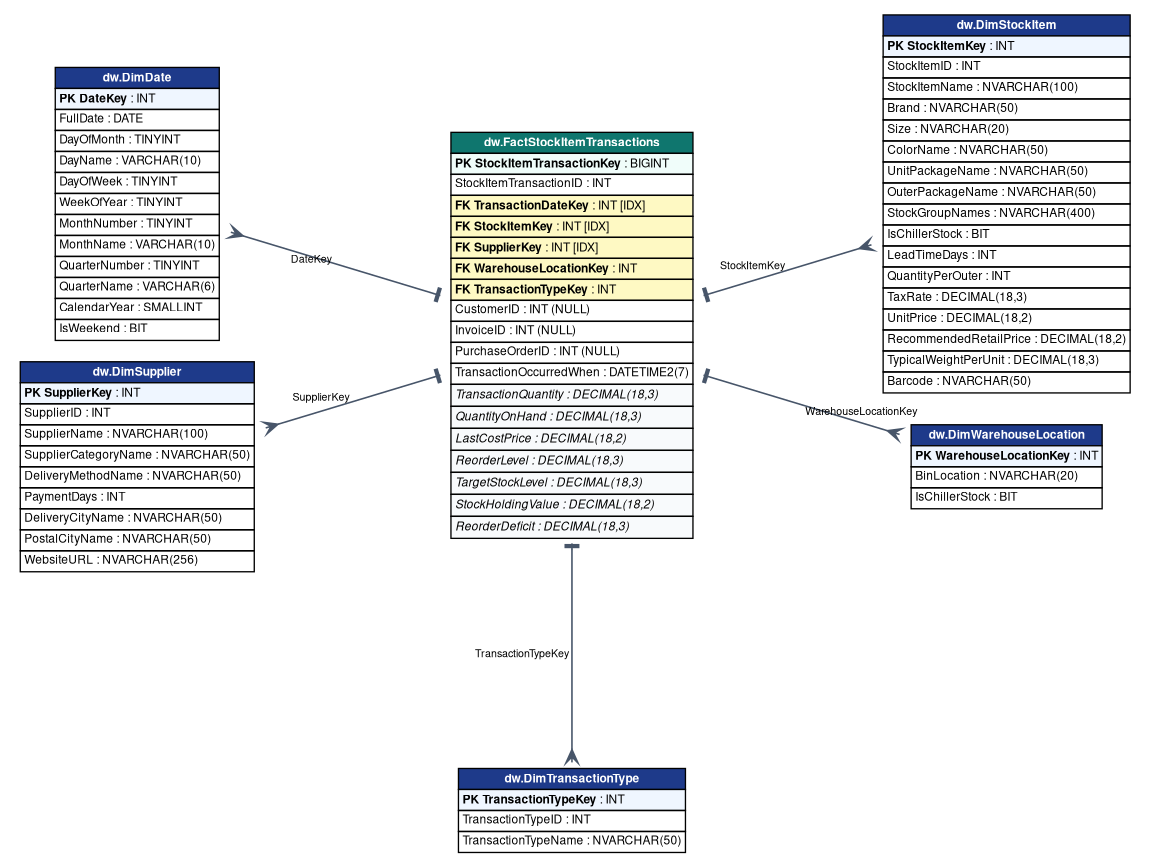 dw.DimDate
PK DateKey : INT
FullDate : DATE
DayOfMonth : TINYINT
DayName : VARCHAR(10)
DayOfWeek : TINYINT
WeekOfYear : TINYINT
MonthNumber : TINYINT
MonthName : VARCHAR(10)
QuarterNumber : TINYINT
QuarterName : VARCHAR(6)
CalendarYear : SMALLINT
IsWeekend : BIT
dw.DimSupplier
PK SupplierKey : INT
SupplierID : INT
SupplierName : NVARCHAR(100)
SupplierCategoryName : NVARCHAR(50)
DeliveryMethodName : NVARCHAR(50)
PaymentDays : INT
DeliveryCityName : NVARCHAR(50)
PostalCityName : NVARCHAR(50)
WebsiteURL : NVARCHAR(256)
DateKey
SupplierKey
dw.FactStockItemTransactions
PK StockItemTransactionKey : BIGINT
StockItemTransactionID : INT
FK TransactionDateKey : INT [IDX]
FK StockItemKey : INT [IDX]
FK SupplierKey : INT [IDX]
FK WarehouseLocationKey : INT
FK TransactionTypeKey : INT
CustomerID : INT (NULL)
InvoiceID : INT (NULL)
PurchaseOrderID : INT (NULL)
TransactionOccurredWhen : DATETIME2(7)
TransactionQuantity : DECIMAL(18,3)
QuantityOnHand : DECIMAL(18,3)
LastCostPrice : DECIMAL(18,2)
ReorderLevel : DECIMAL(18,3)
TargetStockLevel : DECIMAL(18,3)
StockHoldingValue : DECIMAL(18,2)
ReorderDeficit : DECIMAL(18,3)
StockItemKey
WarehouseLocationKey
dw.DimStockItem
PK StockItemKey : INT
StockItemID : INT
StockItemName : NVARCHAR(100)
Brand : NVARCHAR(50)
Size : NVARCHAR(20)
ColorName : NVARCHAR(50)
UnitPackageName : NVARCHAR(50)
OuterPackageName : NVARCHAR(50)
StockGroupNames : NVARCHAR(400)
IsChillerStock : BIT
LeadTimeDays : INT
QuantityPerOuter : INT
TaxRate : DECIMAL(18,3)
UnitPrice : DECIMAL(18,2)
RecommendedRetailPrice : DECIMAL(18,2)
TypicalWeightPerUnit : DECIMAL(18,3)
Barcode : NVARCHAR(50)
dw.DimWarehouseLocation
PK WarehouseLocationKey : INT
BinLocation : NVARCHAR(20)
IsChillerStock : BIT
TransactionTypeKey
dw.DimTransactionType
PK TransactionTypeKey : INT
TransactionTypeID : INT
TransactionTypeName : NVARCHAR(50)